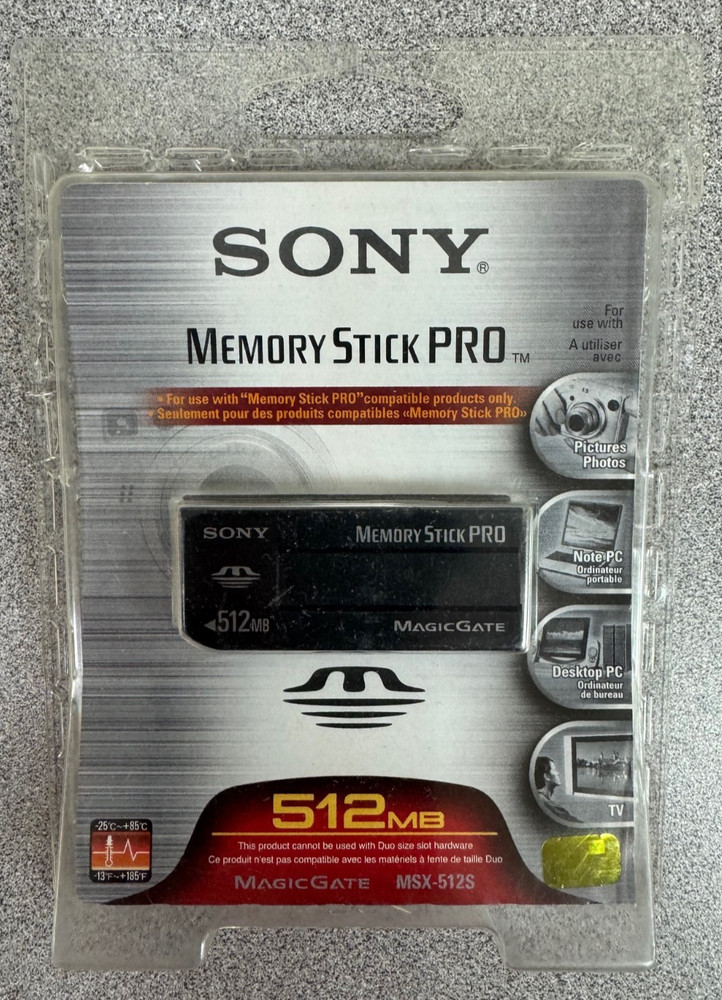 SONY®
MEMORY STICK PRO™
For
use with
A utiliser
avec
• For use with "Memory Stick PRO" compatible products only.
• Seulement pour des produits compatibles «Memory Stick PRO»
Pictures
Photos
SONY
MEMORY STICK PRO
Note PC
Ordinateur
portable
◄512MB
MAGICGATE
Desktop PC
Ordinateur
de bureau
TV
512MB
This product cannot be used with Duo size slot hardware
Ce produit n'est pas compatible avec les matériels à fente de taille Duo
MAGICGATE MSX-512S
-25°C~+85°C
-13°F~+185°F